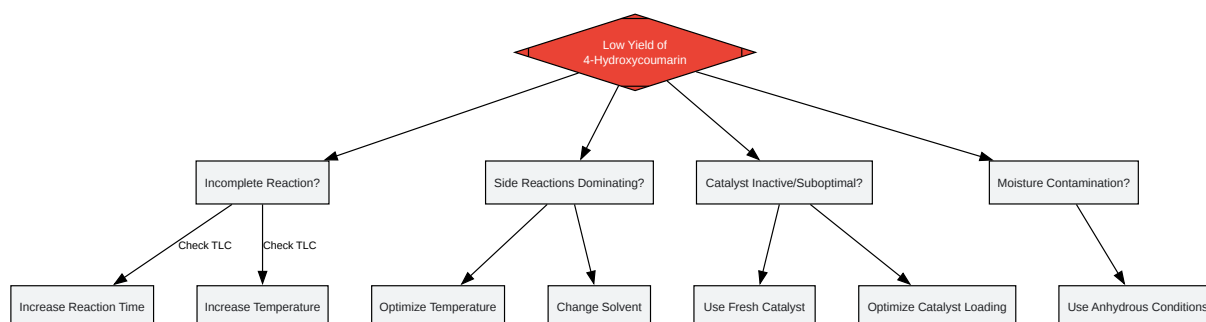 Low Yield of
4-Hydroxycoumarin
Incomplete Reaction?
Side Reactions Dominating?
Catalyst Inactive/Suboptimal?
Moisture Contamination?
Check TLC
Check TLC
Increase Reaction Time
Increase Temperature
Optimize Temperature
Change Solvent
Use Fresh Catalyst
Optimize Catalyst Loading
Use Anhydrous Conditions